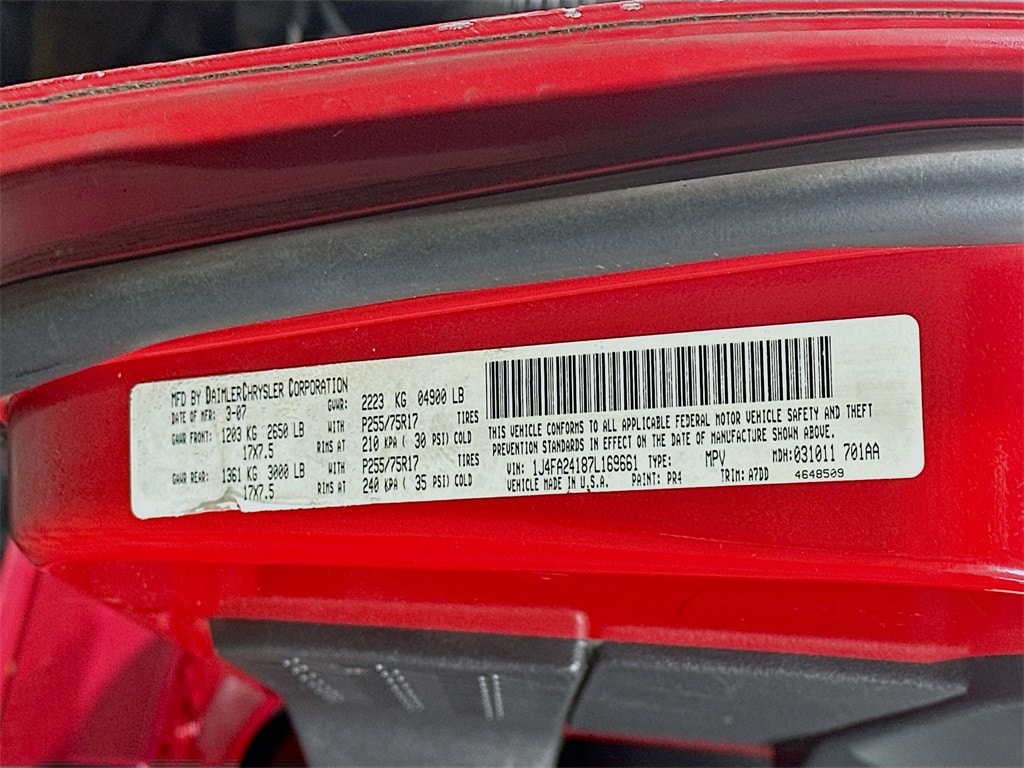 MFD BY DAIMLERCHRYSLER CORPORATION
DATE OF MFR: 3-07 GVWR: 2223 KG 04900 LB
GAWR FRONT: 1203 KG 2650 LB WITH P255/75R17 TIRES
17X7.5 RIMS AT 210 KPA ( 30 PSI) COLD
GAWR REAR: 1361 KG 3000 LB WITH P255/75R17 TIRES
17X7.5 RIMS AT 240 KPA ( 35 PSI) COLD
THIS VEHICLE CONFORMS TO ALL APPLICABLE FEDERAL MOTOR VEHICLE SAFETY AND THEFT
PREVENTION STANDARDS IN EFFECT ON THE DATE OF MANUFACTURE SHOWN ABOVE.
VIN: 1J4FA24187L169661 TYPE: MPV MDH: 031011 701AA
VEHICLE MADE IN U.S.A. PAINT: PR4 TRIM: A7DD 4648509